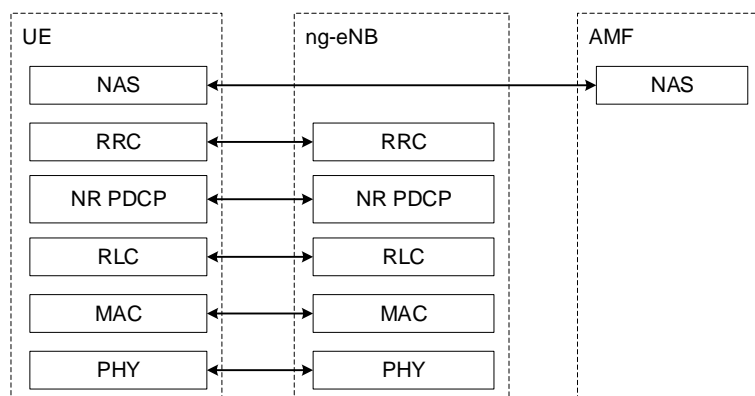 UE
ng-eNB
AMF
NAS
NAS
RRC
RRC
NR PDCP
NR PDCP
RLC
RLC
MAC
MAC
PHY
PHY